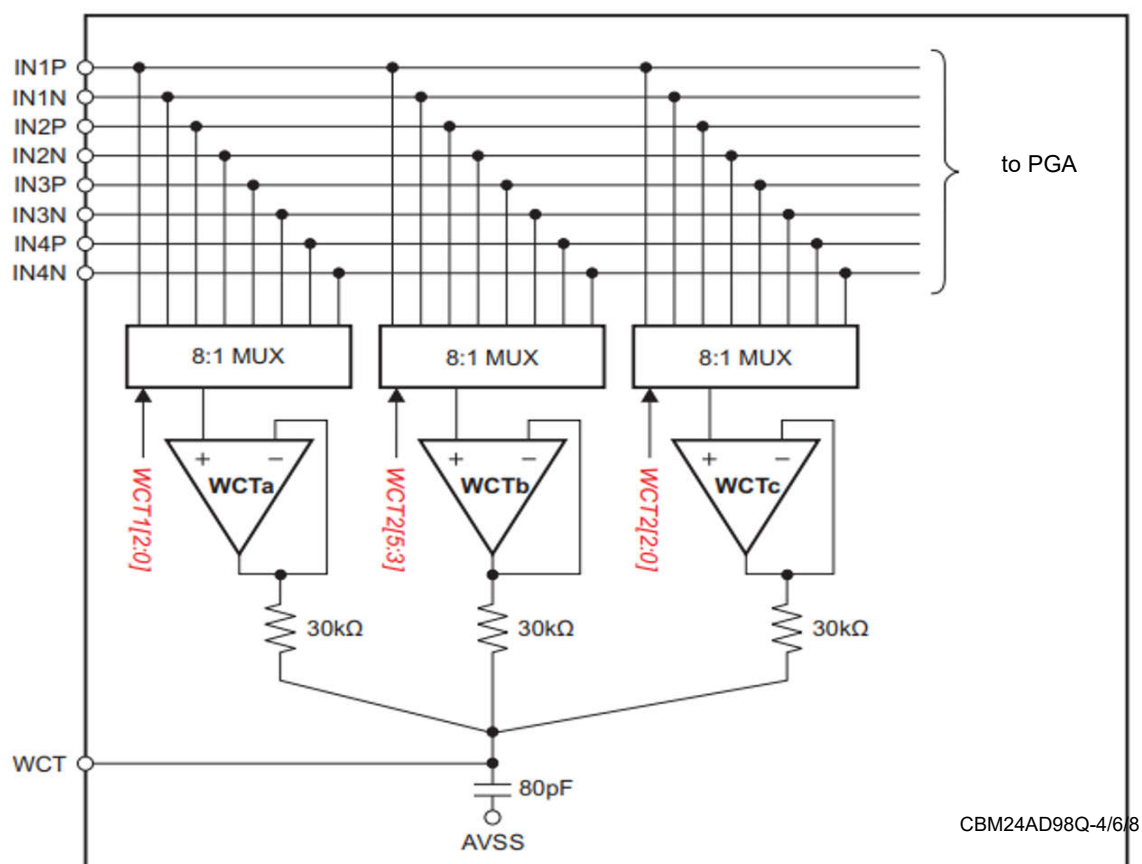 IN1P
IN1N
IN2P
IN2N
IN3P
IN3N
IN4P
IN4N
to PGA
8:1 MUX
8:1 MUX
8:1 MUX
WCT1[2:0]
+ −
WCTa
WCT2[5:3]
+ −
WCTb
WCT2[2:0]
+ −
WCTc
30kΩ
30kΩ
30kΩ
WCT
80pF
AVSS
CBM24AD98Q-4/6/8